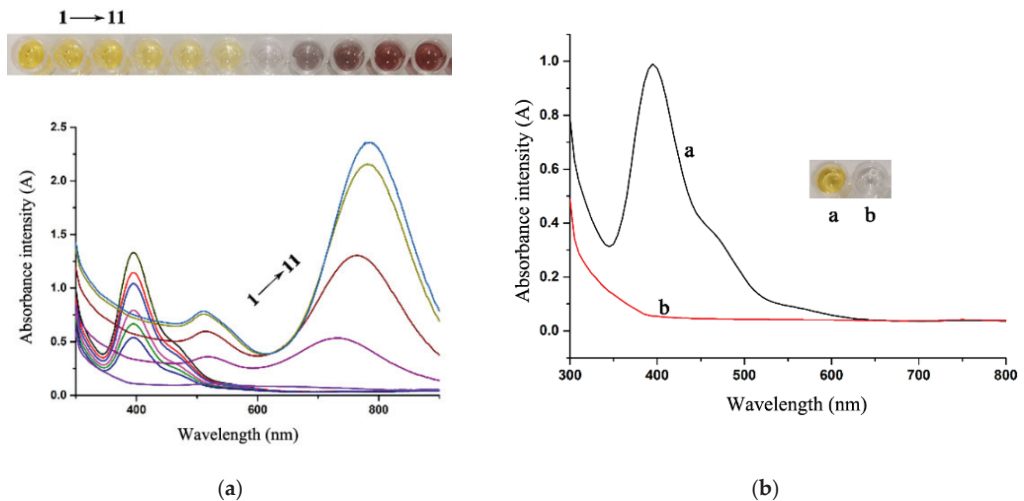 1 → 11
2.5
2.0
1.5
1.0
0.5
0.0
Absorbance intensity (A)
1 → 11
400 600 800
Wavelength (nm)
(a)
1.0
0.8
0.6
0.4
0.2
0.0
Absorbance intensity (A)
a
b
a b
300 400 500 600 700 800
Wavelength (nm)
(b)